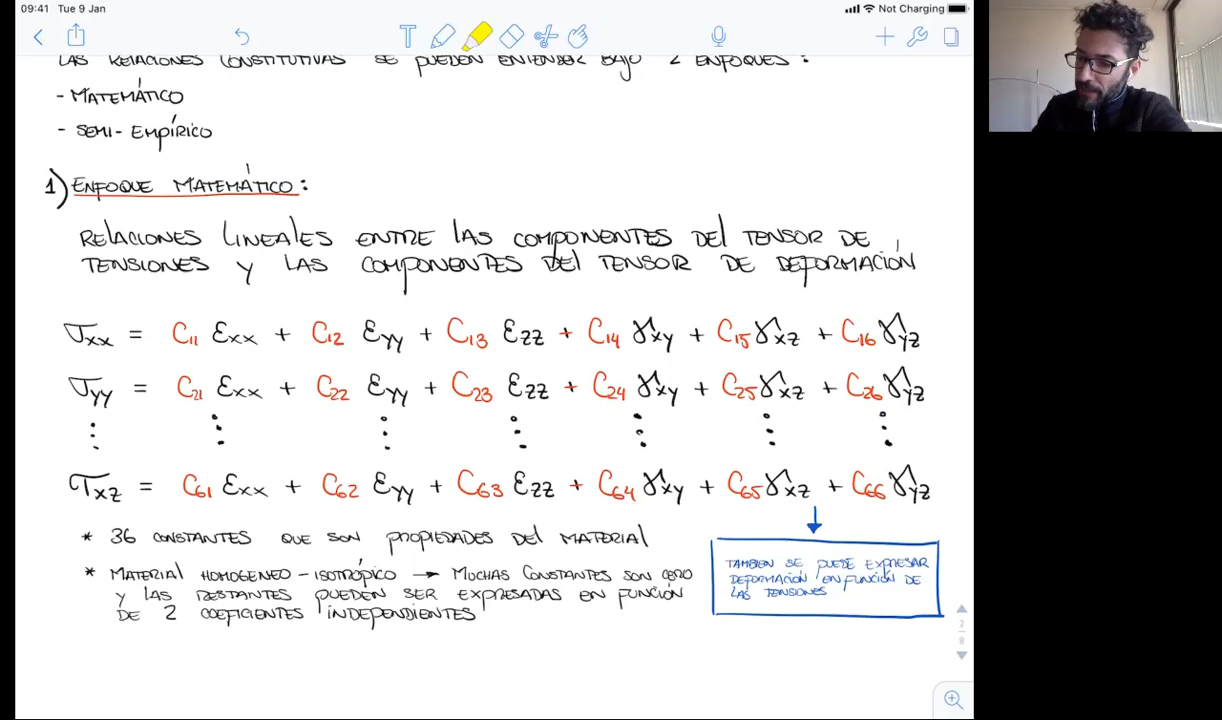 09:41 Tue 9 Jan
Not Charging
LAS RELACIONES CONSTITUTIVAS SE PUEDEN ENTENDER BAJO 2 ENFOQUES :
- MATEMÁTICO
- SEMI-EMPÍRICO
1) ENFOQUE MATEMÁTICO:
RELACIONES LINEALES ENTRE LAS COMPONENTES DEL TENSOR DE
TENSIONES Y LAS COMPONENTES DEL TENSOR DE DEFORMACIÓN
σxx = C11 εxx + C12 εyy + C13 εzz + C14 γxy + C15 γxz + C16 γyz
σyy = C21 εxx + C22 εyy + C23 εzz + C24 γxy + C25 γxz + C26 γyz
⋮ ⋮ ⋮ ⋮ ⋮ ⋮ ⋮
τxz = C61 εxx + C62 εyy + C63 εzz + C64 γxy + C65 γxz + C66 γyz
* 36 CONSTANTES QUE SON PROPIEDADES DEL MATERIAL
* MATERIAL HOMOGENEO-ISOTRÓPICO → MUCHAS CONSTANTES SON CERO
Y LAS RESTANTES PUEDEN SER EXPRESADAS EN FUNCIÓN
DE 2 COEFICIENTES INDEPENDIENTES
TAMBIEN SE PUEDE EXPRESAR
DEFORMACIÓN EN FUNCIÓN DE
LAS TENSIONES
2
8